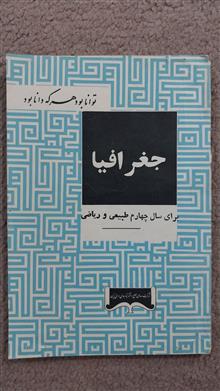 توانا بود هر که دانا بود
جغرافیا
برای سال چهارم طبیعی و ریاضی